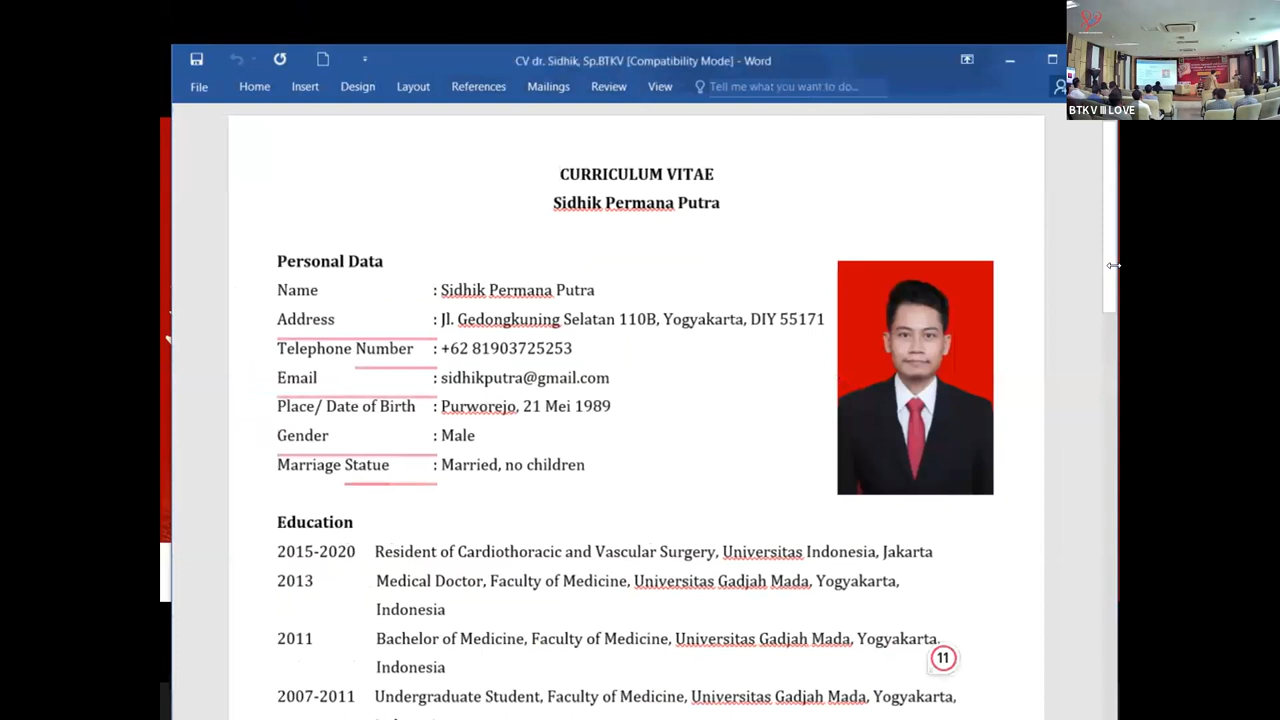 CV dr. Sidhik, Sp.BTKV [Compatibility Mode] - Word
File Home Insert Design Layout References Mailings Review View Tell me what you want to do...
BTKV III LOVE
CURRICULUM VITAE
Sidhik Permana Putra
Personal Data
Name : Sidhik Permana Putra
Address : Jl. Gedongkuning Selatan 110B, Yogyakarta, DIY 55171
Telephone Number : +62 81903725253
Email : sidhikputra@gmail.com
Place/ Date of Birth : Purworejo, 21 Mei 1989
Gender : Male
Marriage Statue : Married, no children
Education
2015-2020 Resident of Cardiothoracic and Vascular Surgery, Universitas Indonesia, Jakarta
2013 Medical Doctor, Faculty of Medicine, Universitas Gadjah Mada, Yogyakarta,
Indonesia
2011 Bachelor of Medicine, Faculty of Medicine, Universitas Gadjah Mada, Yogyakarta.
Indonesia
11
2007-2011 Undergraduate Student, Faculty of Medicine, Universitas Gadjah Mada, Yogyakarta,